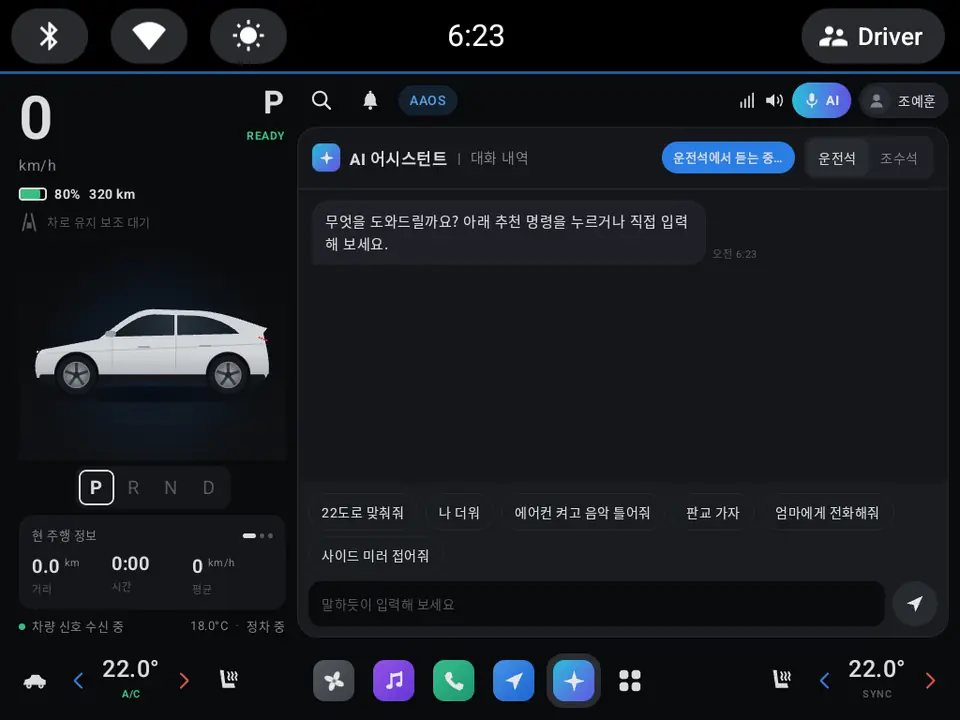 6:23
Driver
0
P
READY
km/h
80% 320 km
차로 유지 보조 대기
P R N D
현 주행 정보
0.0 km 0:00 0 km/h
거리 시간 평균
차량 신호 수신 중 18.0°C · 정차 중
AAOS
AI
조예훈
AI 어시스턴트 | 대화 내역
운전석에서 듣는 중...
운전석 조수석
무엇을 도와드릴까요? 아래 추천 명령을 누르거나 직접 입력
해 보세요.
오전 6:23
22도로 맞춰줘 나 더워 에어컨 켜고 음악 틀어줘 판교 가자 엄마에게 전화해줘
사이드 미러 접어줘
말하듯이 입력해 보세요
22.0°
A/C
22.0°
SYNC